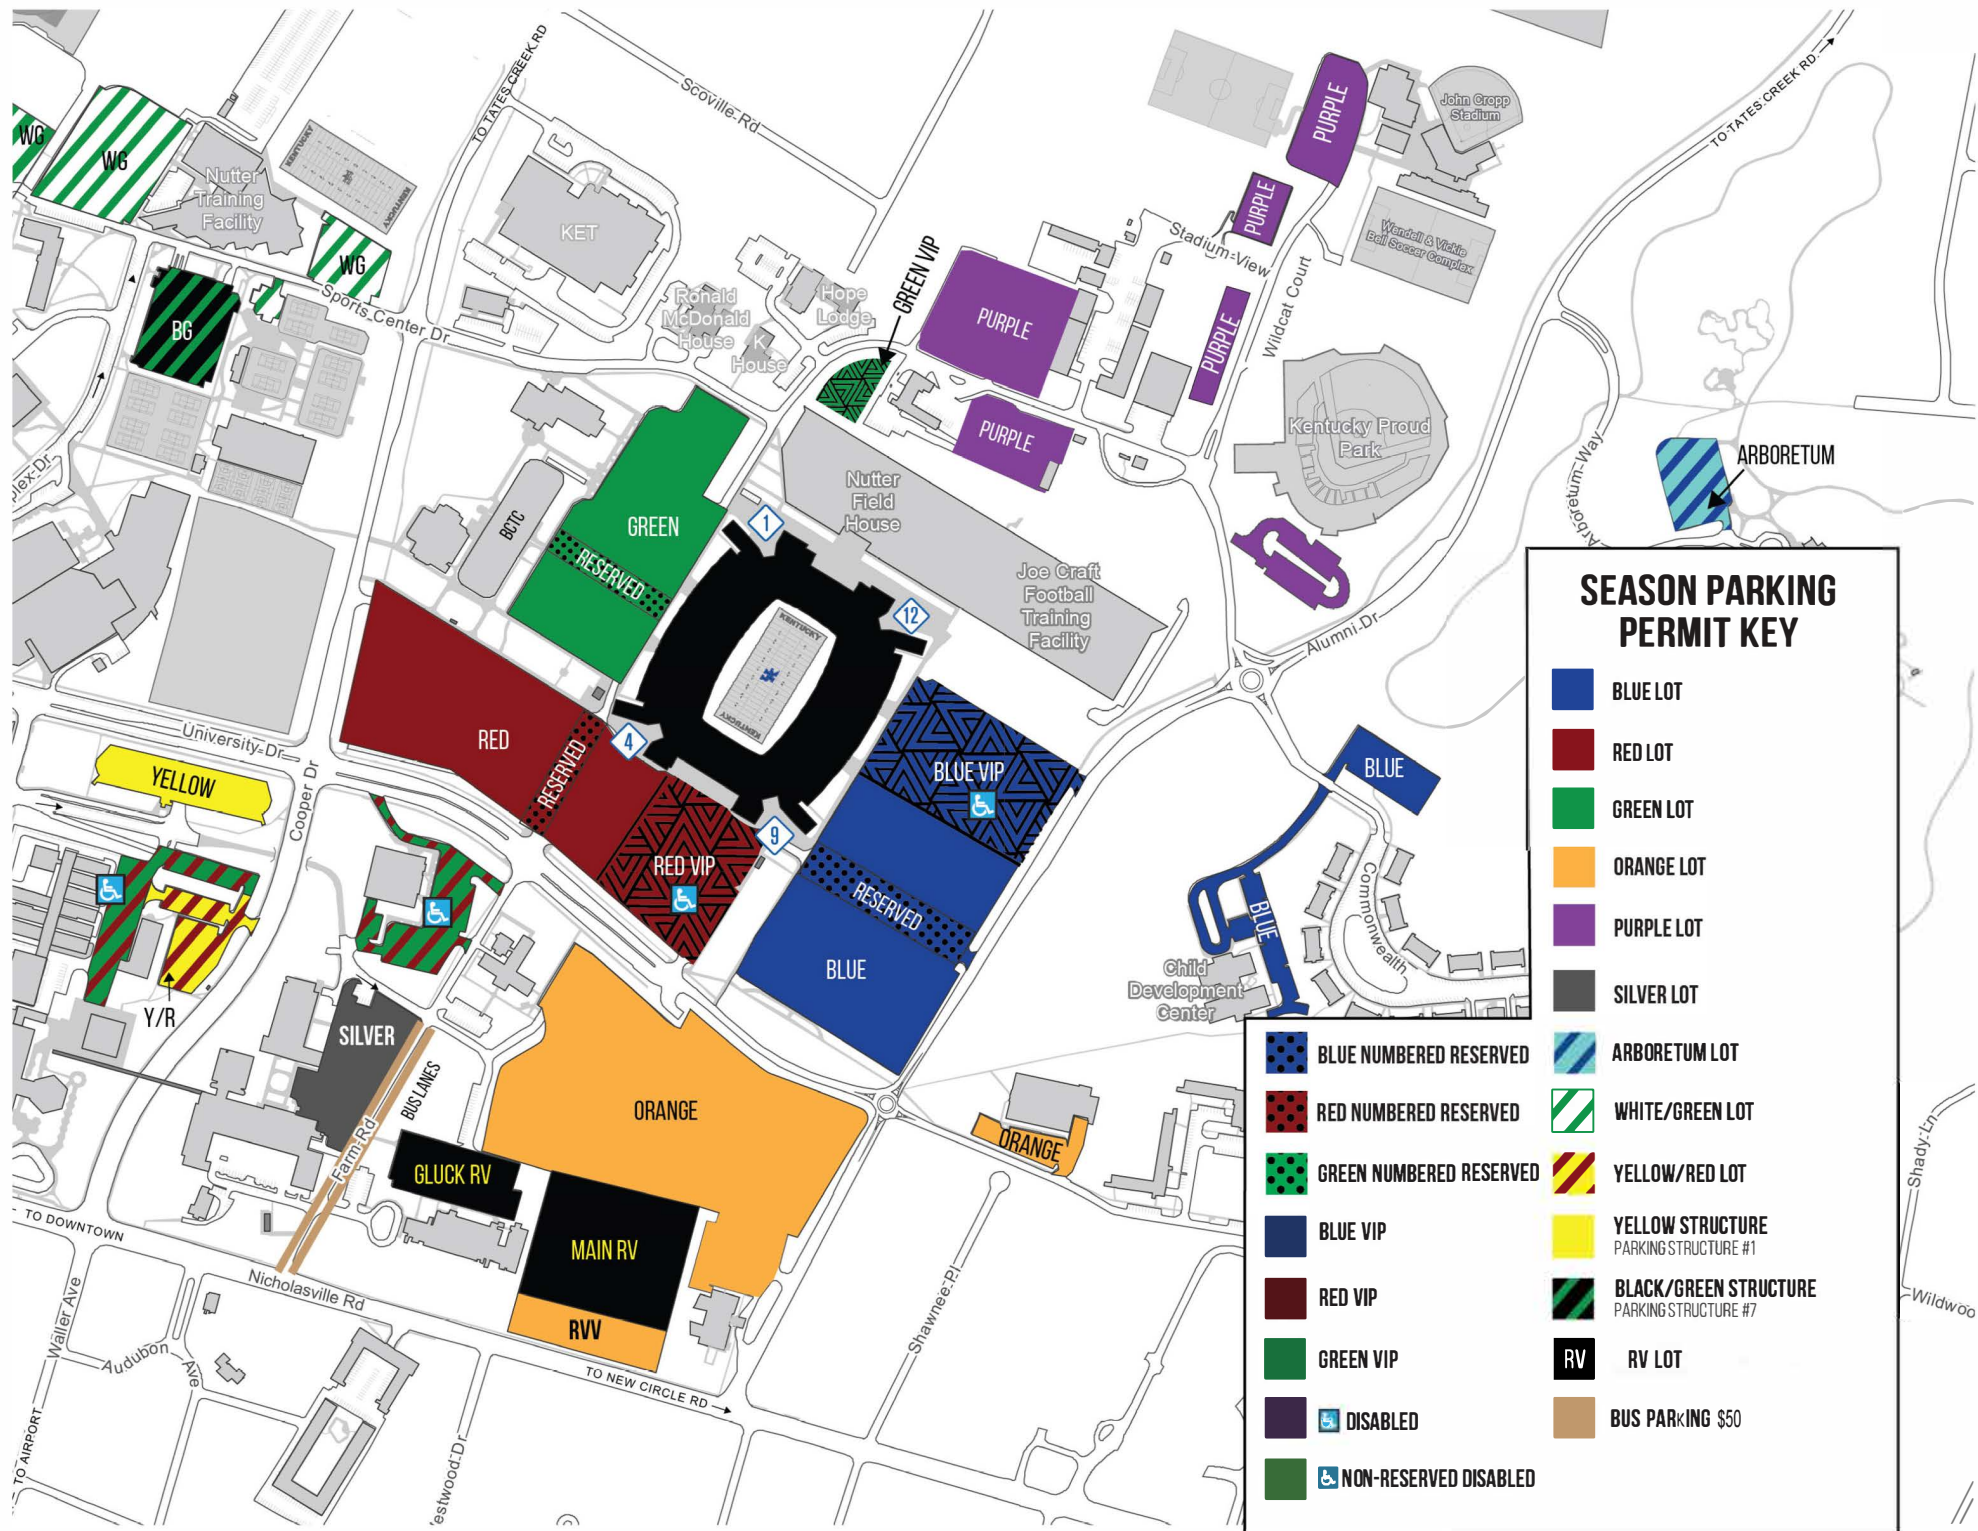 TO TATES CREEK RD
Scoville Rd
TO TATES CREEK RD
PURPLE
John Cropp
Stadium
WG
WG
KENTUCKY
KENTUCKY
Nutter
Training
Facility
KET
PURPLE
Wendell & Vickie
Bell Soccer Complex
Stadium View
WG
Sports Center Dr
Ronald
McDonald
House
K
House
Hope
Lodge
GREEN VIP
PURPLE
PURPLE
Wildcat Court
BG
PURPLE
Kentucky Proud
Park
Arboretum Way
ARBORETUM
plex Dr
BCTC
GREEN
RESERVED
Nutter
Field
House
1
12
Joe Craft
Football
Training
Facility
KENTUCKY
KENTUCKY
Alumni Dr
RED
RESERVED
4
RED VIP
9
BLUE VIP
RESERVED
BLUE
BLUE
BLUE
Commonwealth
Child
Development
Center
University Dr
YELLOW
Cooper Dr
Y/R
SILVER
BUS LANES
Farm Rd
ORANGE
ORANGE
GLUCK RV
MAIN RV
RVV
TO DOWNTOWN
Nicholasville Rd
Waller Ave
Audubon Ave
TO AIRPORT
estwood Dr
TO NEW CIRCLE RD
Shawnee Pl
Shady Ln
Wildwoo
SEASON PARKING
PERMIT KEY
BLUE LOT
RED LOT
GREEN LOT
ORANGE LOT
PURPLE LOT
SILVER LOT
ARBORETUM LOT
WHITE/GREEN LOT
YELLOW/RED LOT
YELLOW STRUCTURE
PARKING STRUCTURE #1
BLACK/GREEN STRUCTURE
PARKING STRUCTURE #7
RV RV LOT
BUS PARKING $50
BLUE NUMBERED RESERVED
RED NUMBERED RESERVED
GREEN NUMBERED RESERVED
BLUE VIP
RED VIP
GREEN VIP
DISABLED
NON-RESERVED DISABLED